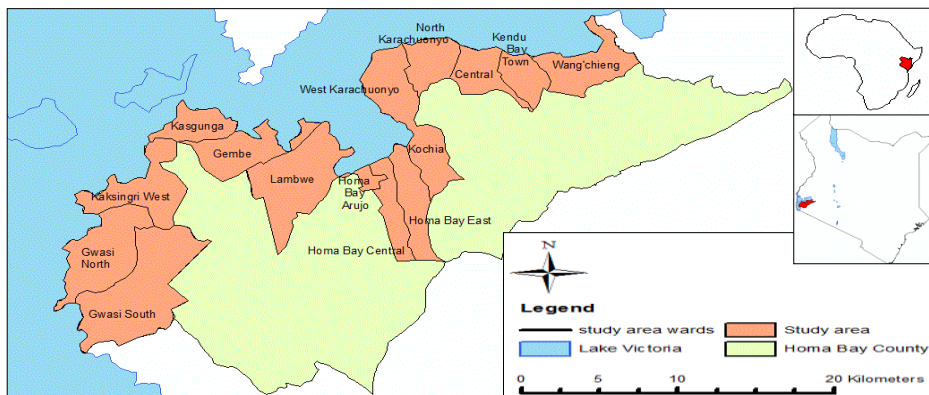 North
Karachuonyo
Kendu
Bay
Town
Central
Wang'chieng
West Karachuonyo
Kasgunga
Kochia
Gembe
Lambwe
Homa
Bay
Arujo
Kaksingri West
Homa Bay East
Homa Bay Central
Gwasi
North
Gwasi South
N
Legend
study area wards
Study area
Lake Victoria
Homa Bay County
0 5 10 20 Kilometers